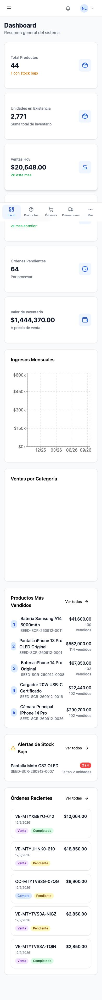 NL
Dashboard
Resumen general del sistema
Total Productos
44
1 con stock bajo
Unidades en Existencia
2,771
Suma total de inventario
Ventas Hoy
$20,548.00
26 este mes
Inicio
Productos
Órdenes
Proveedores
Más
vs mes anterior
Órdenes Pendientes
64
Por procesar
Valor de Inventario
$1,444,370.00
A precio de venta
Ingresos Mensuales
$600k
$450k
$300k
$150k
$0k
12/25 03/26 06/26 09/26
Ventas por Categoría
Productos Más
Vendidos
Ver todos
1
Batería Samsung A14
5000mAh
SEED-SCR-260912-0011
$41,600.00
130
vendidos
2
Pantalla iPhone 13 Pro
OLED Original
SEED-SCR-260912-0001
$552,900.00
114 vendidos
3
Batería iPhone 14 Pro
Original
SEED-SCR-260912-0008
$97,850.00
103
vendidos
4
Cargador 20W USB-C
Certificado
SEED-SCR-260912-0016
$22,440.00
102 vendidos
5
Cámara Principal
iPhone 14 Pro
SEED-SCR-260912-0026
$290,700.00
102 vendidos
Alertas de Stock
Bajo
Ver todos
Pantalla Moto G82 OLED
SEED-SCR-260912-0007
2 / 4
Faltan 2 unidades
Órdenes Recientes
Ver todas
VE-MTYXB8YO-612
$12,064.00
12/9/2026
Venta
Completado
VE-MTYUHNK0-610
$18,850.00
12/9/2026
Venta
Pendiente
OC-MTYTVS3G-07QG
$9,900.00
12/9/2026
Compra
Pendiente
VE-MTYTVS3A-NIGZ
$2,850.00
12/9/2026
Venta
Pendiente
VE-MTYTVS3A-TQIN
$2,850.00
12/9/2026
Venta
Completado